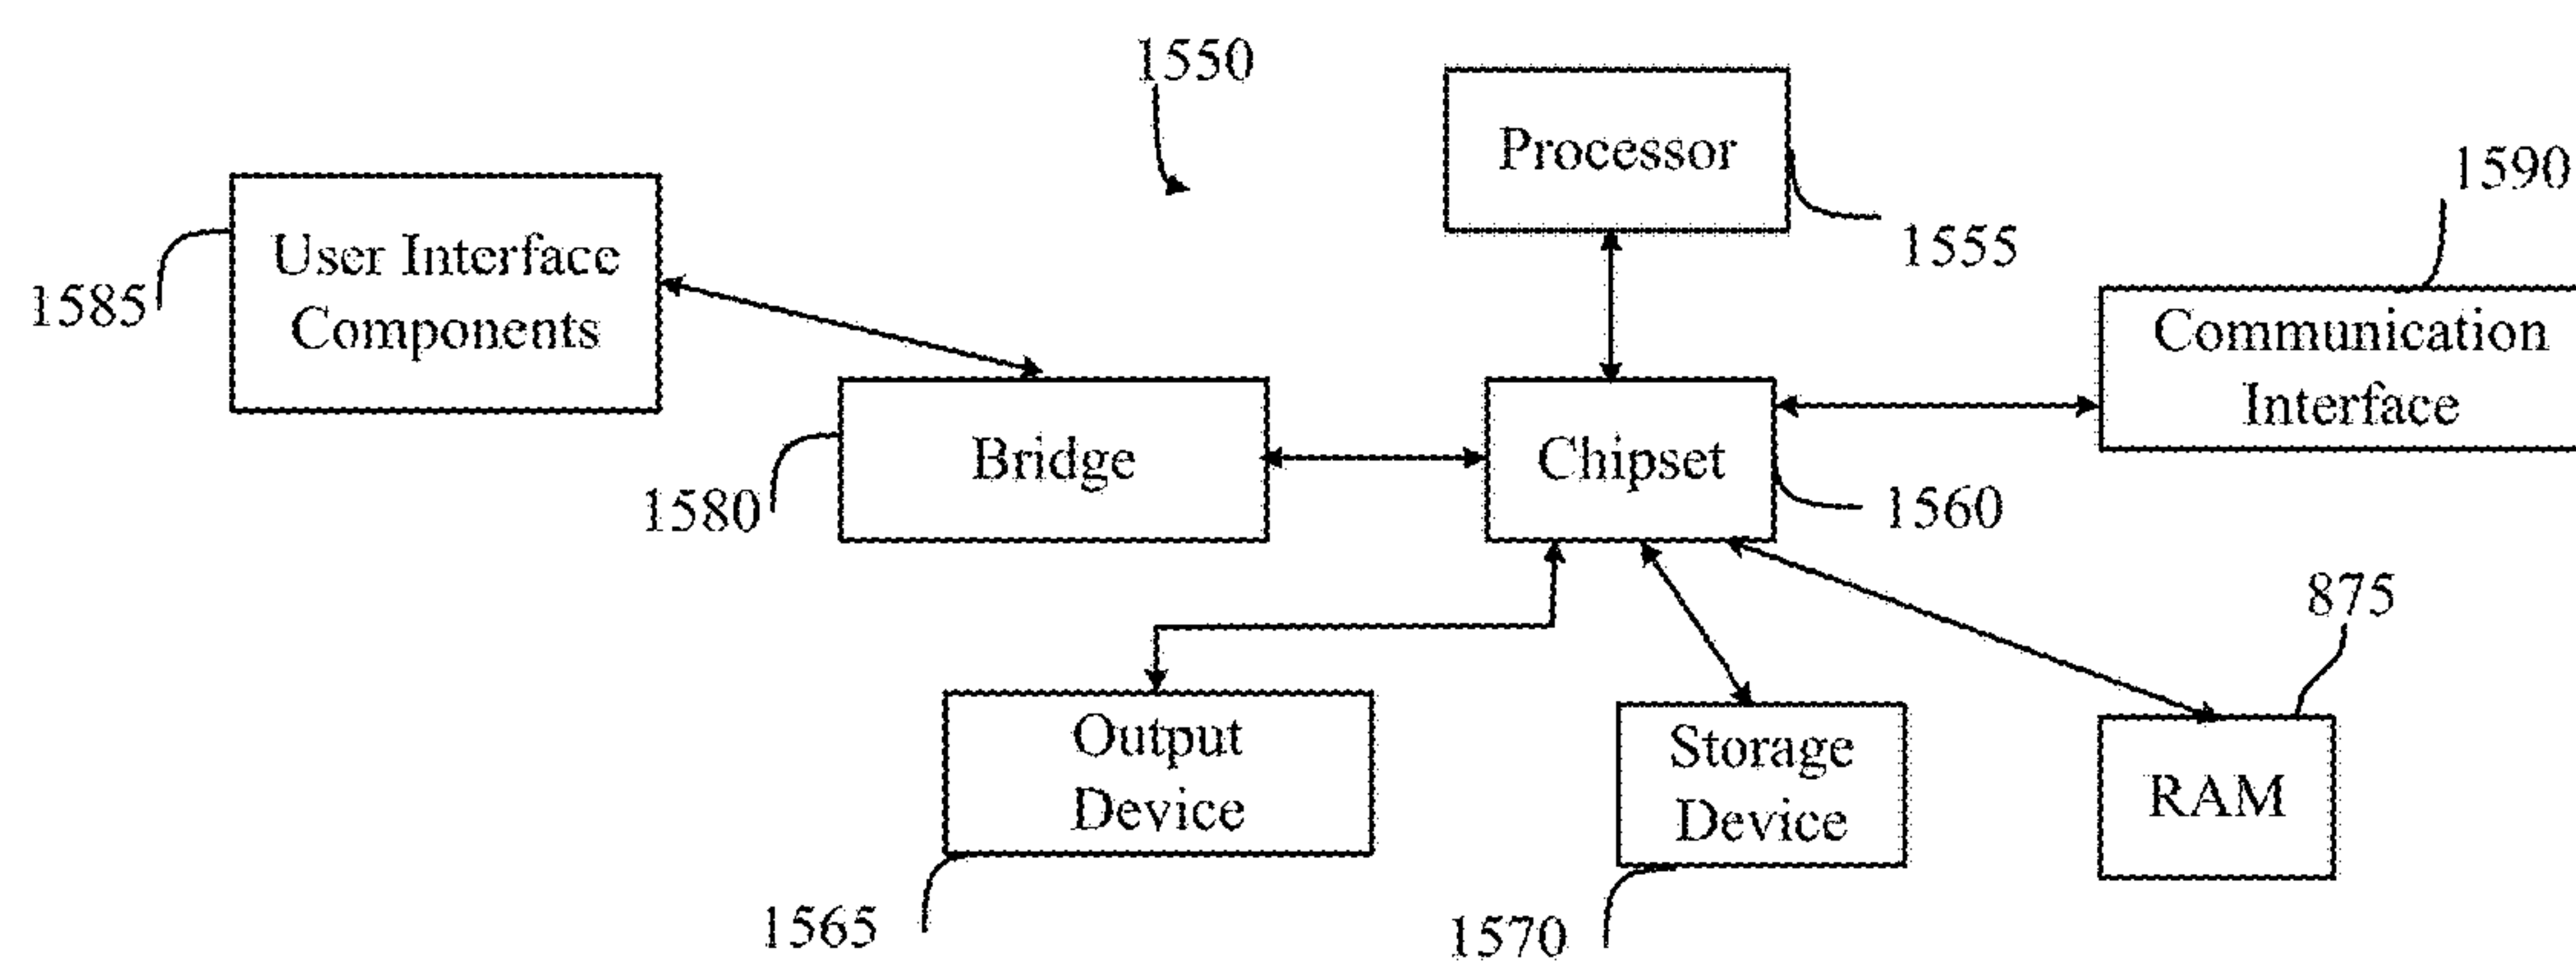 1550
Processor
1590
1555
User Interface
Components
1585
Communication
Interface
Bridge
Chipset
1580
1560
875
Output
Device
Storage
Device
RAM
1565
1570